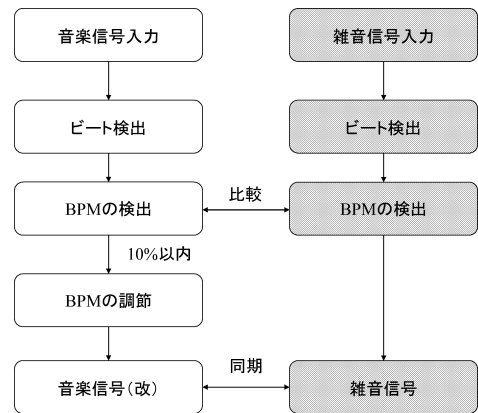 音楽信号入力
雑音信号入力
ビート検出
ビート検出
BPMの検出
比較
BPMの検出
10%以内
BPMの調節
音楽信号(改)
同期
雑音信号